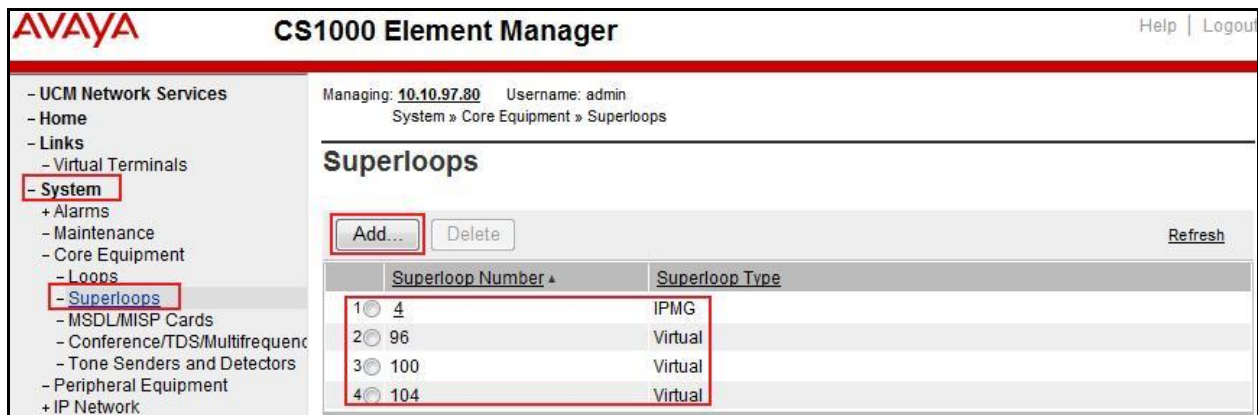 AVAYA
CS1000 Element Manager
Help | Logout
- UCM Network Services
- Home
- Links
- Virtual Terminals
- System
+ Alarms
- Maintenance
- Core Equipment
- Loops
- Superloops
- MSDL/MISP Cards
- Conference/TDS/Multifrequenc
- Tone Senders and Detectors
- Peripheral Equipment
+ IP Network
Managing: 10.10.97.80 Username: admin
System » Core Equipment » Superloops
Superloops
Add... Delete Refresh
Superloop Number ▲ Superloop Type
1 4 IPMG
2 96 Virtual
3 100 Virtual
4 104 Virtual